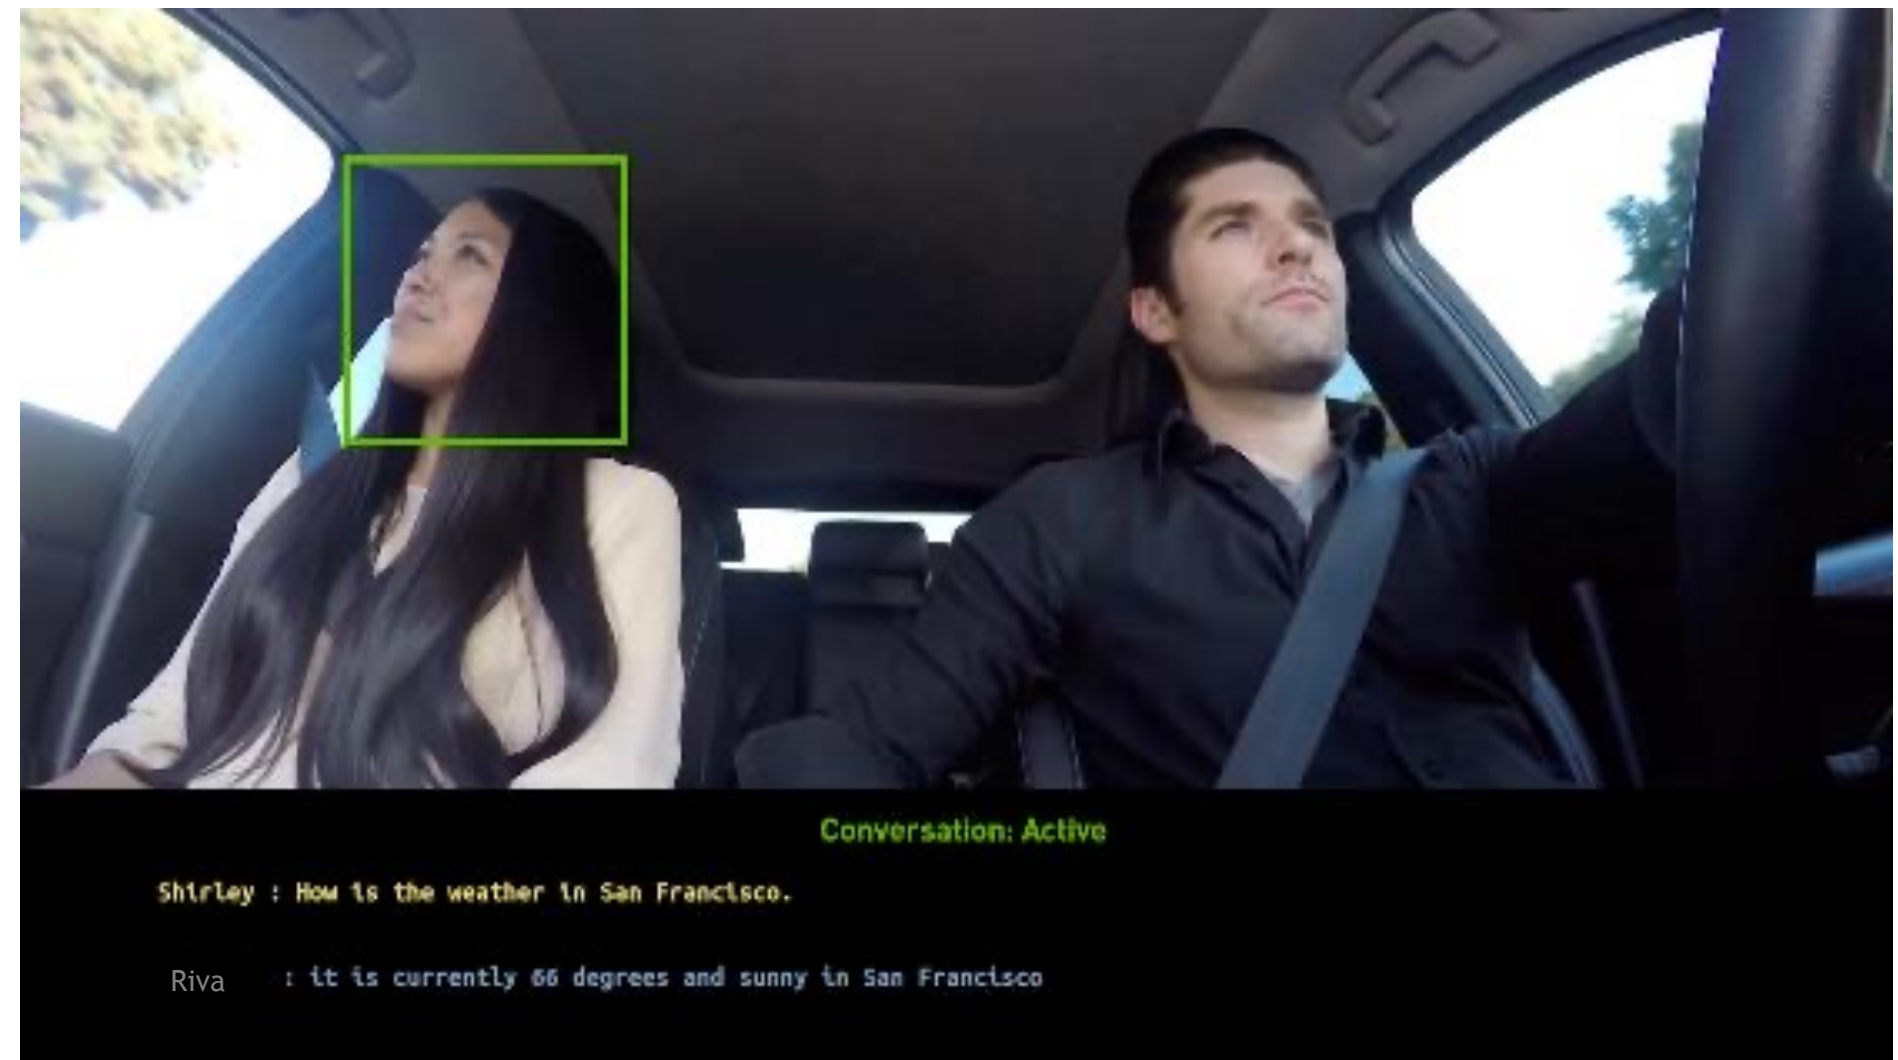 Conversation: Active
Shirley : How is the weather in San Francisco.
Riva : it is currently 66 degrees and sunny in San Francisco